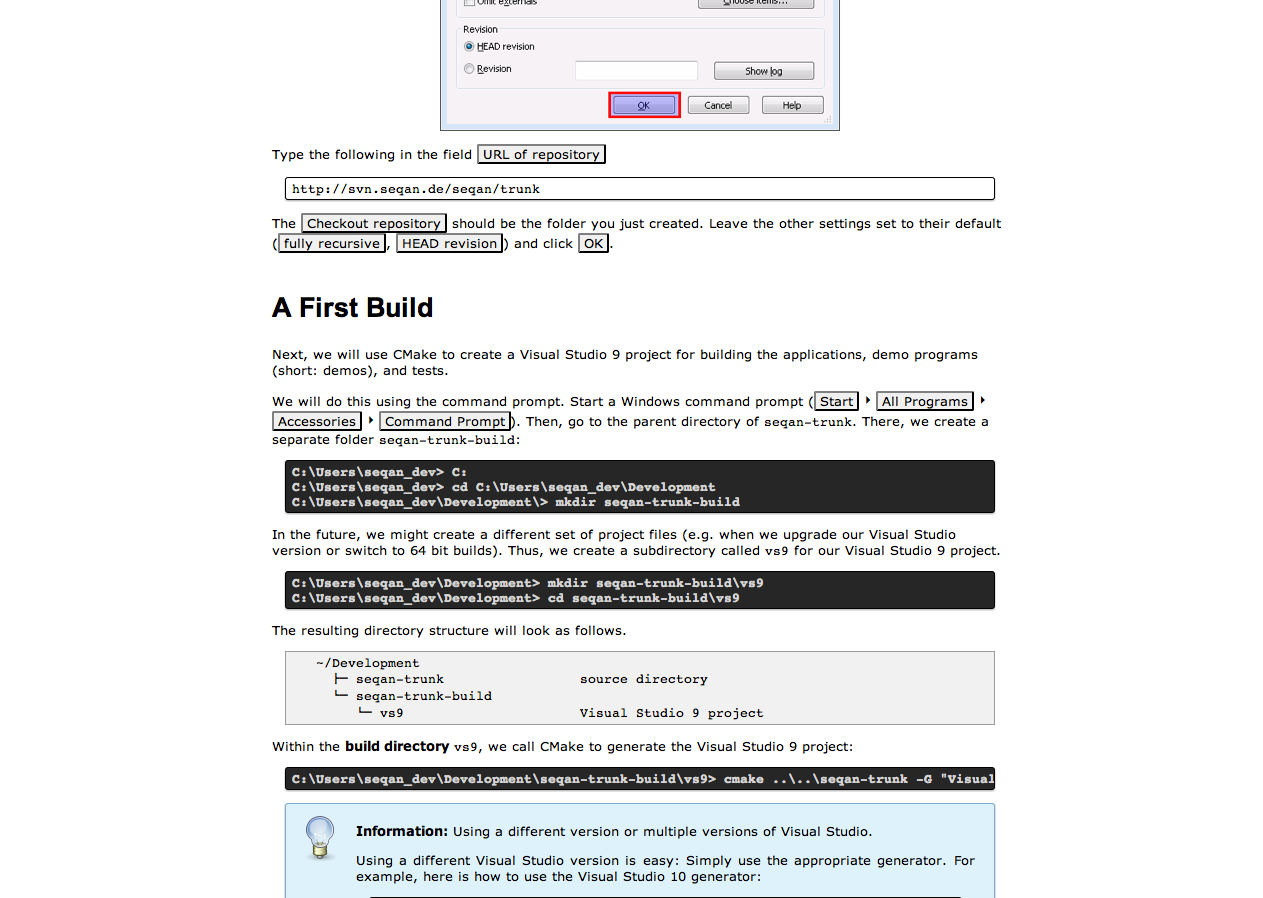 Omit externals Choose items...
Revision
HEAD revision
Revision Show log
OK Cancel Help
Type the following in the field URL of repository
http://svn.seqan.de/seqan/trunk
The Checkout repository should be the folder you just created. Leave the other settings set to their default
(fully recursive, HEAD revision) and click OK.
A First Build
Next, we will use CMake to create a Visual Studio 9 project for building the applications, demo programs
(short: demos), and tests.
We will do this using the command prompt. Start a Windows command prompt (Start ‣ All Programs ‣
Accessories ‣ Command Prompt). Then, go to the parent directory of seqan-trunk. There, we create a
separate folder seqan-trunk-build:
C:\Users\seqan_dev> C:
C:\Users\seqan_dev> cd C:\Users\seqan_dev\Development
C:\Users\seqan_dev\Development\> mkdir seqan-trunk-build
In the future, we might create a different set of project files (e.g. when we upgrade our Visual Studio
version or switch to 64 bit builds). Thus, we create a subdirectory called vs9 for our Visual Studio 9 project.
C:\Users\seqan_dev\Development> mkdir seqan-trunk-build\vs9
C:\Users\seqan_dev\Development> cd seqan-trunk-build\vs9
The resulting directory structure will look as follows.
~/Development
├─ seqan-trunk source directory
└─ seqan-trunk-build
└─ vs9 Visual Studio 9 project
Within the build directory vs9, we call CMake to generate the Visual Studio 9 project:
C:\Users\seqan_dev\Development\seqan-trunk-build\vs9> cmake ..\..\seqan-trunk -G "Visual
Information: Using a different version or multiple versions of Visual Studio.
Using a different Visual Studio version is easy: Simply use the appropriate generator. For
example, here is how to use the Visual Studio 10 generator: